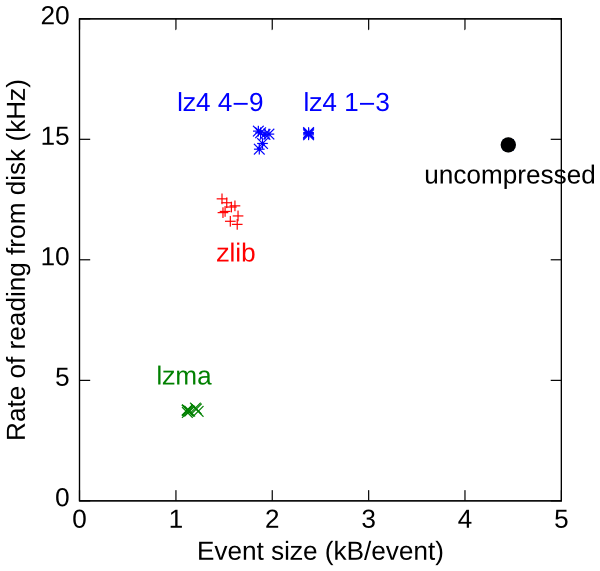 20
lz4 4–9
lz4 1–3
15
uncompressed
zlib
10
Rate of reading from disk (kHz)
lzma
5
0
0 1 2 3 4 5
Event size (kB/event)